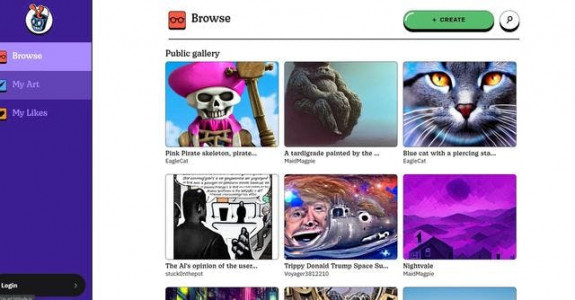 Browse
My Art
My Likes
Login
Browse
+ CREATE
Public gallery
Pink Pirate skeleton, pirate...
EagleCat
A tardigrade painted by the ...
MaidMagpie
Blue cat with a piercing sta...
EagleCat
The AI's opinion of the user...
stuck0nthepot
Trippy Donald Trump Space Su...
Voyager3812210
Nightvale
MaidMagpie